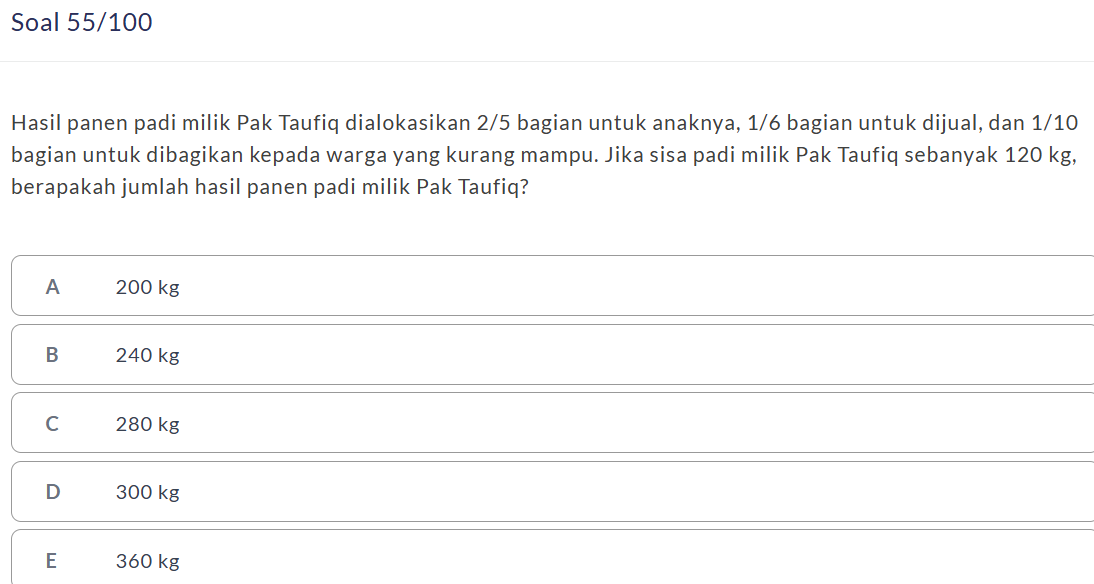 Soal 55/100
Hasil panen padi milik Pak Taufiq dialokasikan 2/5 bagian untuk anaknya, 1/6 bagian untuk dijual, dan 1/10
bagian untuk dibagikan kepada warga yang kurang mampu. Jika sisa padi milik Pak Taufiq sebanyak 120 kg,
berapakah jumlah hasil panen padi milik Pak Taufiq?
A 200 kg
B 240 kg
C 280 kg
D 300 kg
E 360 kg